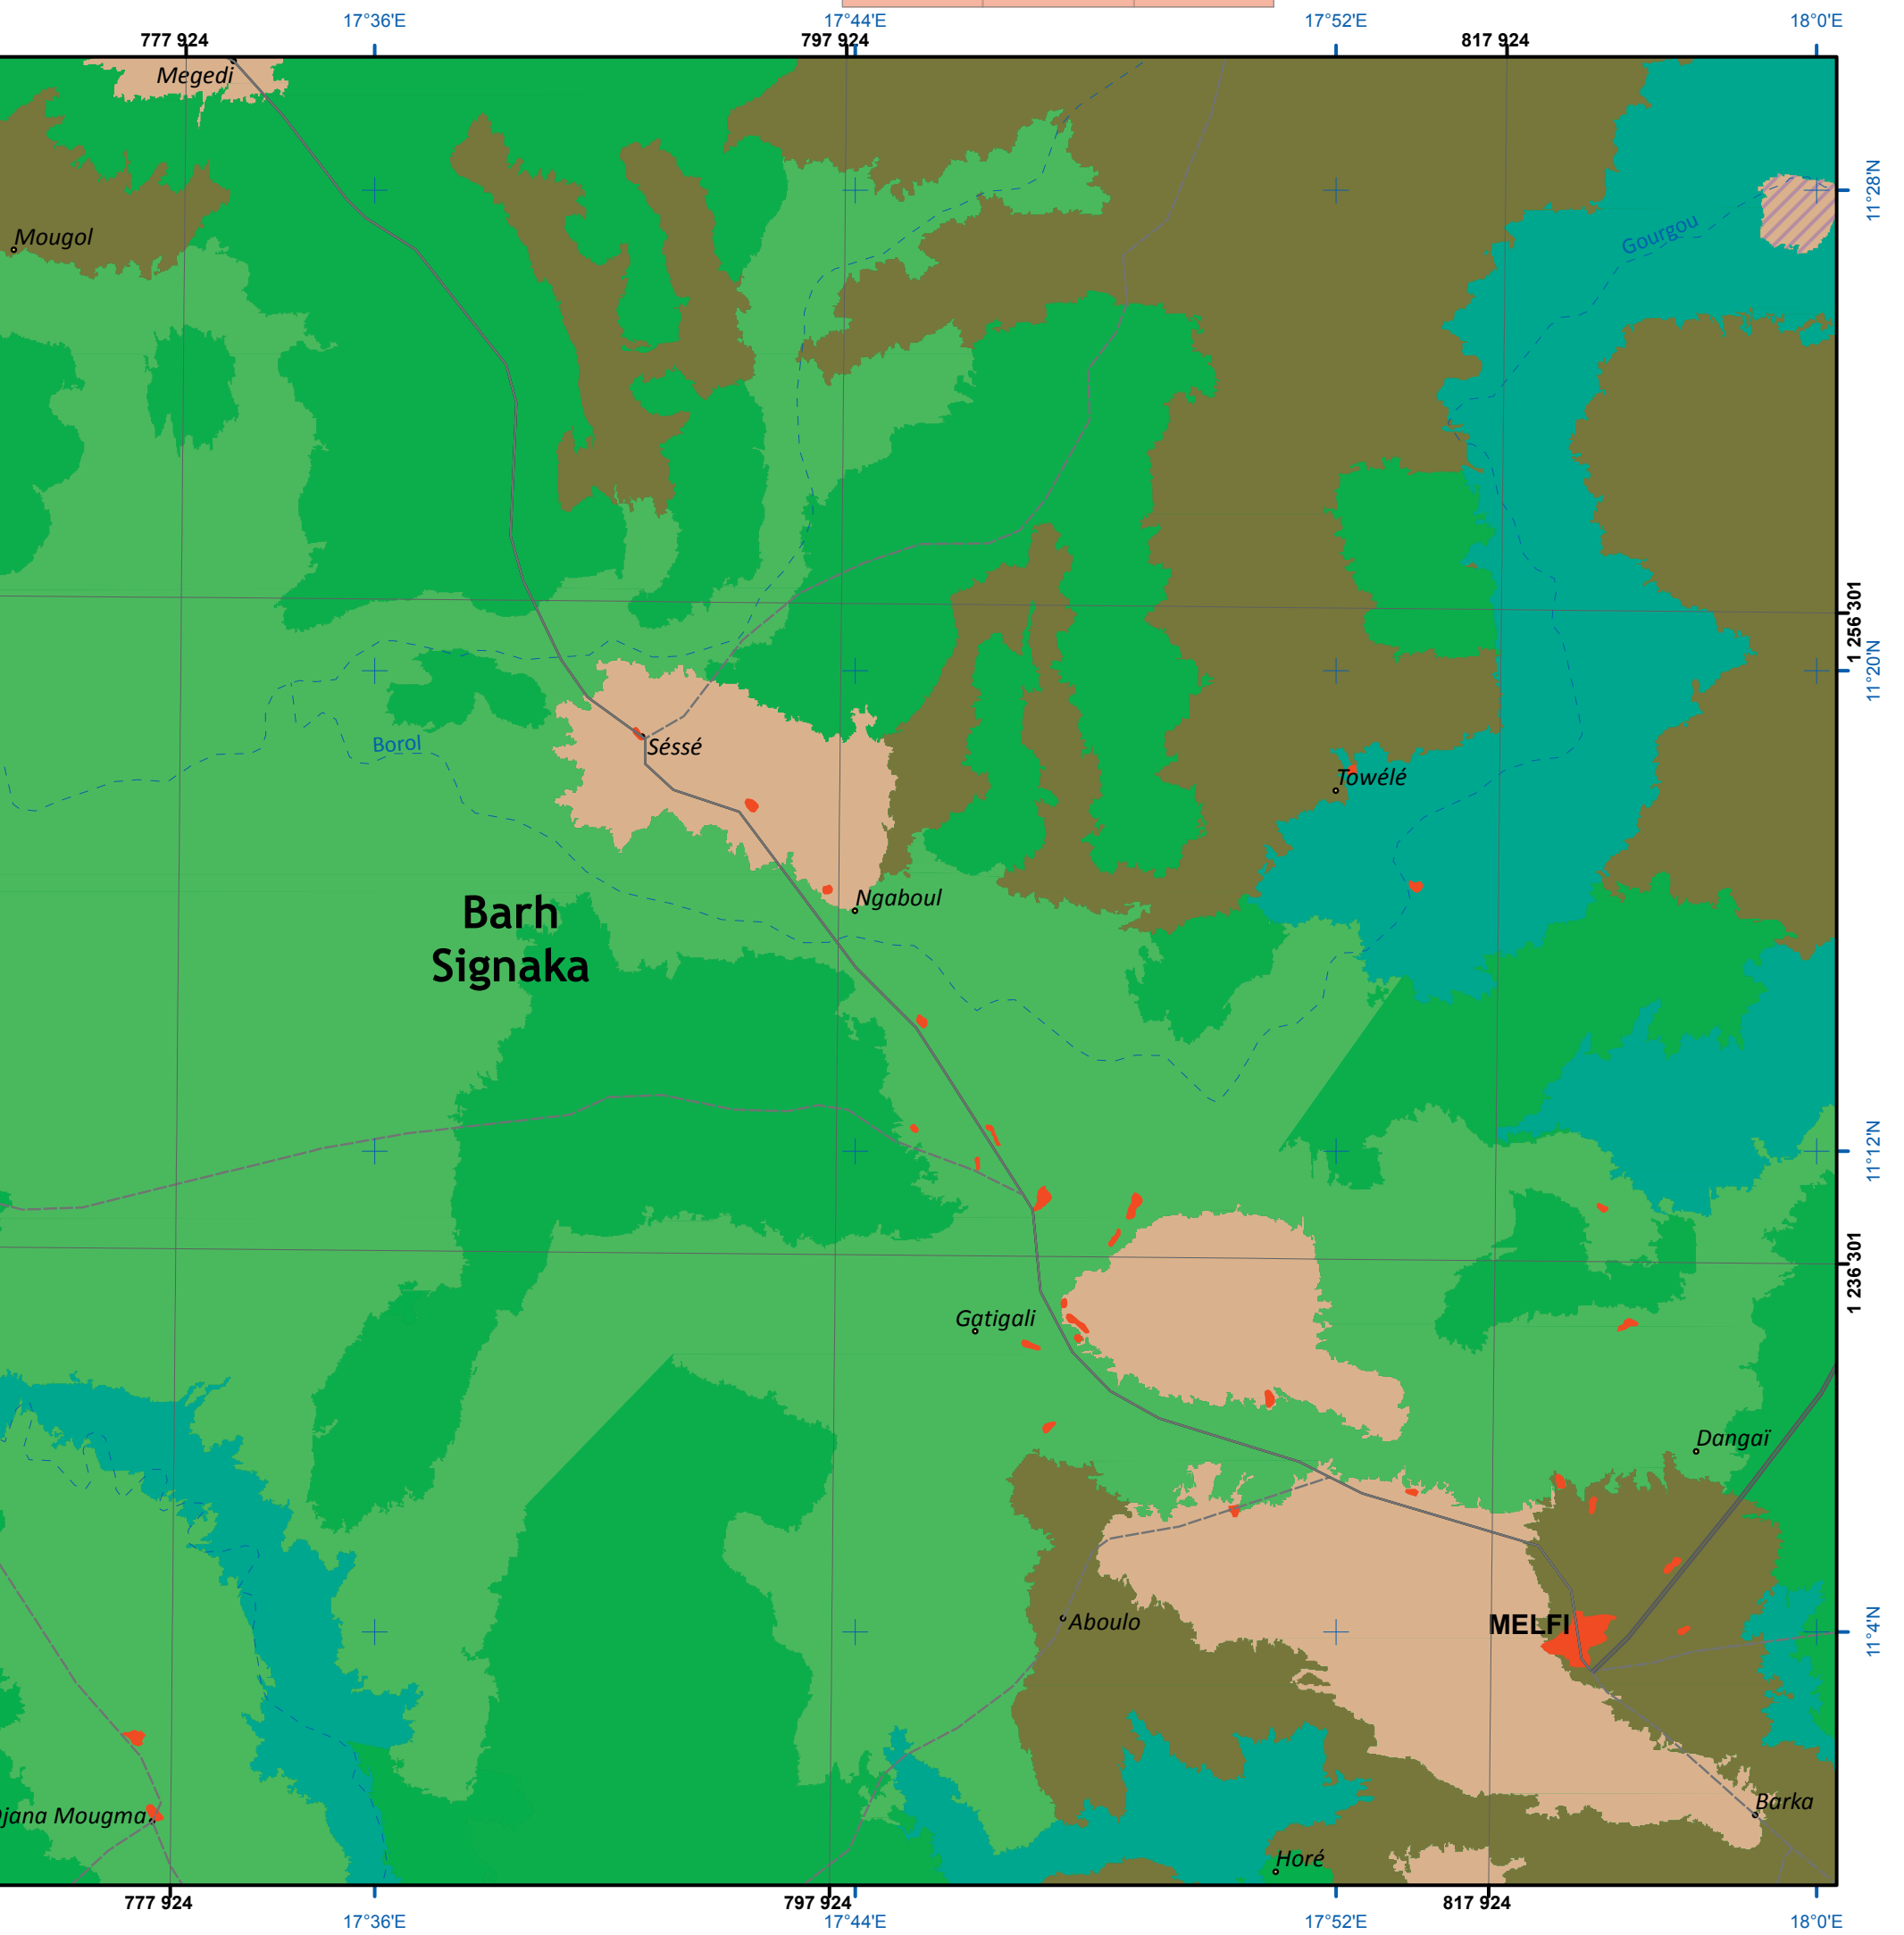 17°36'E 17°44'E 17°52'E 18°0'E
777 924 797 924 817 924
Megedi
11°28'N
Mougol
Gourgou
1 256 301
11°20'N
Borol
Séssé
Towélé
Ngaboul
Barh
Signaka
11°12'N
1 236 301
Gatigali
Dangaï
MELFI
Aboulo
11°4'N
Barka
jana Mougma
Horé
777 924 797 924 817 924
17°36'E 17°44'E 17°52'E 18°0'E